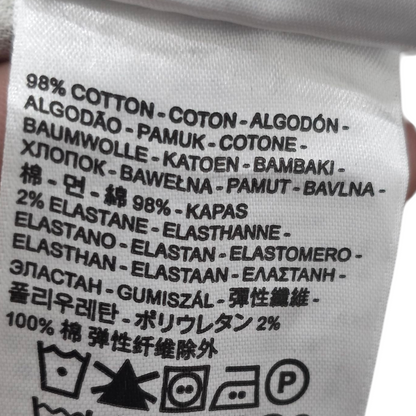 98% COTTON - COTON - ALGODÓN -
ALGODÃO - PAMUK - COTONE -
BAUMWOLLE - KATOEN - BAMBAKI -
ХЛОПОК - BAWEŁNA - PAMUT - BAVLNA -
棉 - 면 - 綿 98% - KAPAS
2% ELASTANE - ELASTHANNE -
ELASTANO - ELASTAN - ELASTOMERO -
ELASTHAN - ELASTAAN - ΕΛΑΣΤΑΝΗ -
ЭЛАСТАН - GUMISZÁL - 彈性纖維 -
폴리우레탄 - ポリウレタン 2%
100% 棉 弹性纤维除外
P